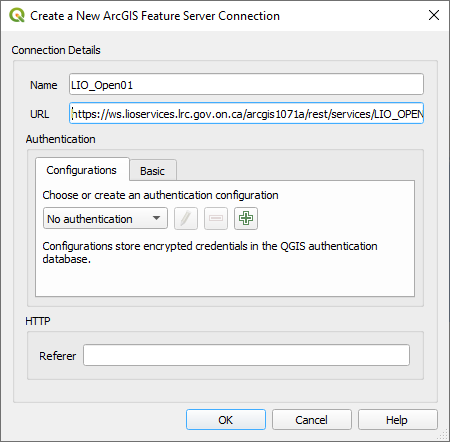 Create a New ArcGIS Feature Server Connection
Connection Details
Name LIO_Open01
URL https://ws.lioservices.lrc.gov.on.ca/arcgis1071a/rest/services/LIO_OPEN
Authentication
Configurations Basic
Choose or create an authentication configuration
No authentication
Configurations store encrypted credentials in the QGIS authentication
database.
HTTP
Referer
OK Cancel Help